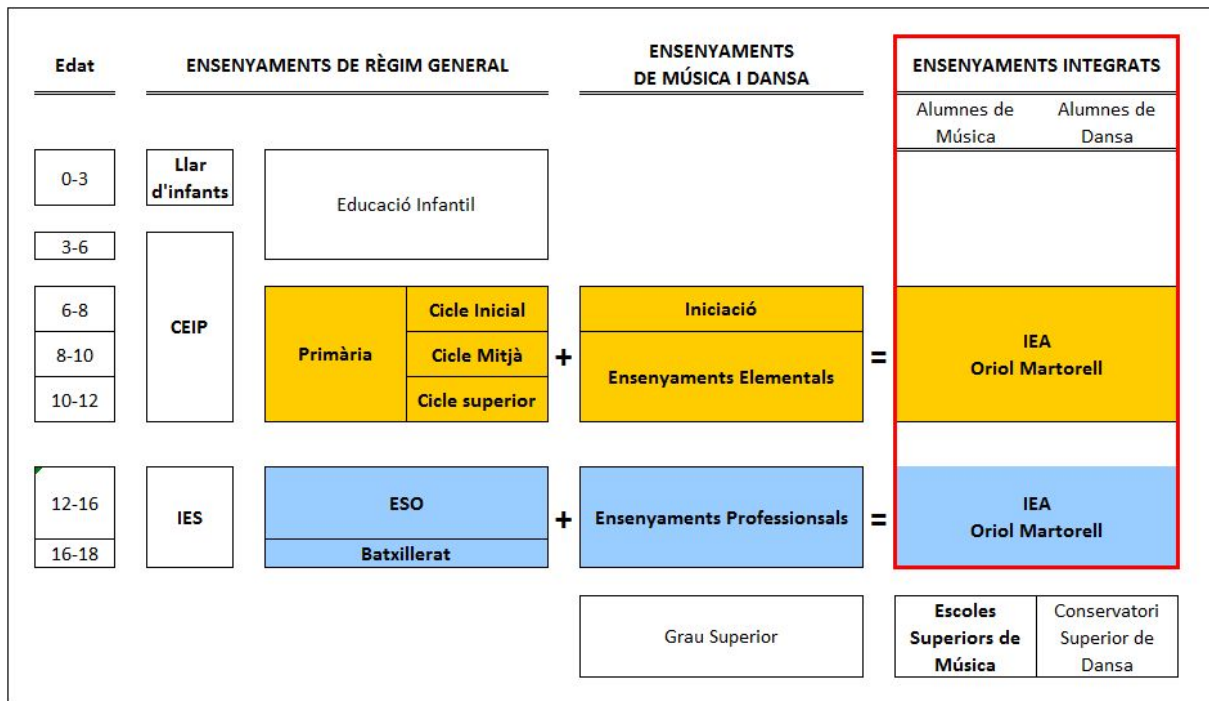 Edat
ENSENYAMENTS DE RÈGIM GENERAL
ENSENYAMENTS
DE MÚSICA I DANSA
ENSENYAMENTS INTEGRATS
Alumnes de
Música
Alumnes de
Dansa
0-3
Llar
d'infants
Educació Infantil
3-6
CEIP
6-8
8-10
10-12
Primària
Cicle Inicial
Cicle Mitjà
Cicle superior
+
Iniciació
Ensenyaments Elementals
=
IEA
Oriol Martorell
12-16
16-18
IES
ESO
Batxillerat
+
Ensenyaments Professionsals
=
IEA
Oriol Martorell
Grau Superior
Escoles
Superiors de
Música
Conservatori
Superior de
Dansa